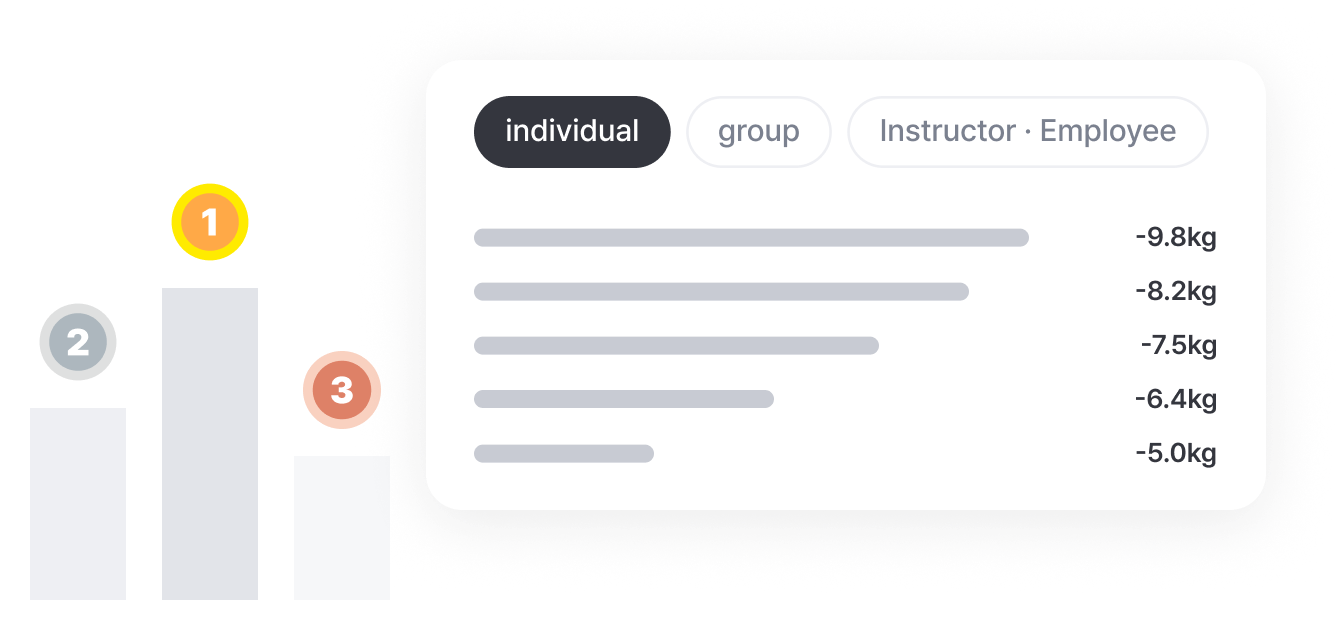 1
2
3
individual group Instructor · Employee
-9.8kg
-8.2kg
-7.5kg
-6.4kg
-5.0kg